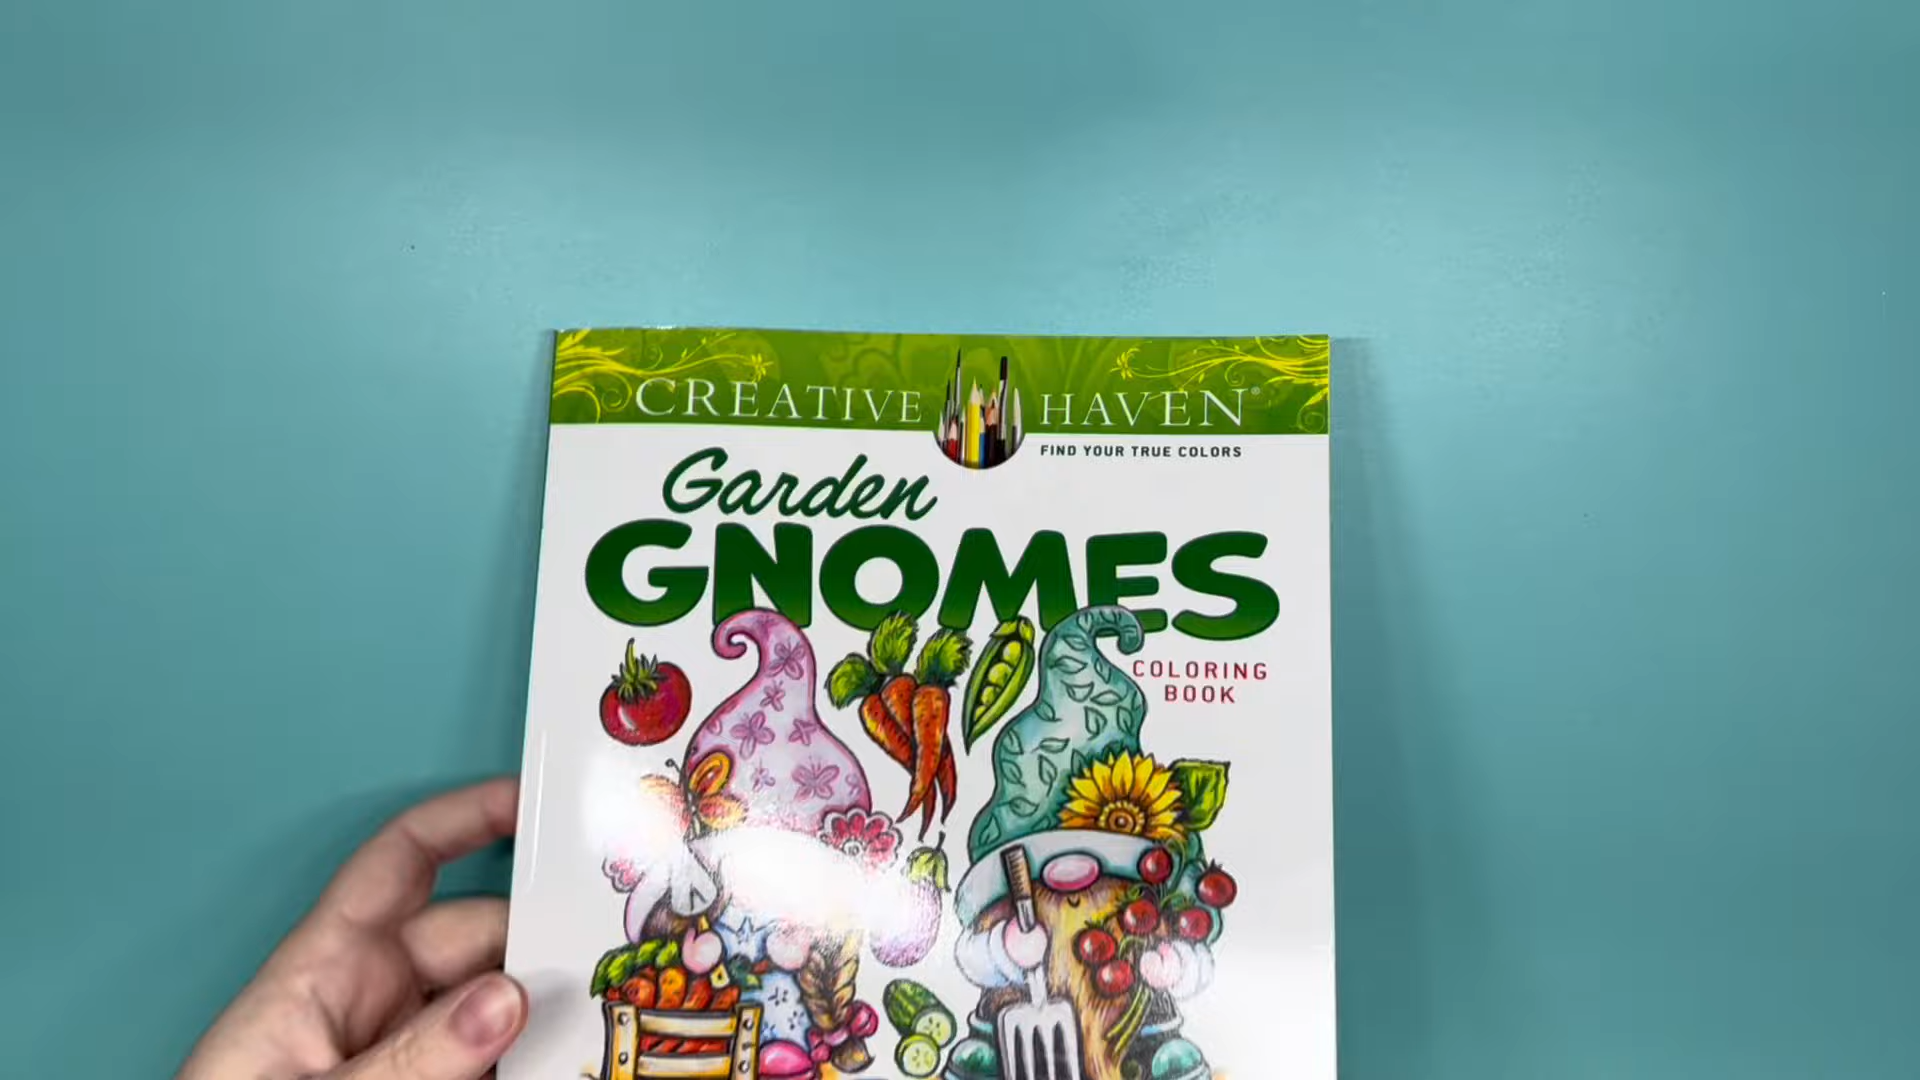 CREATIVE HAVEN®
FIND YOUR TRUE COLORS
Garden
GNOMES
COLORING
BOOK